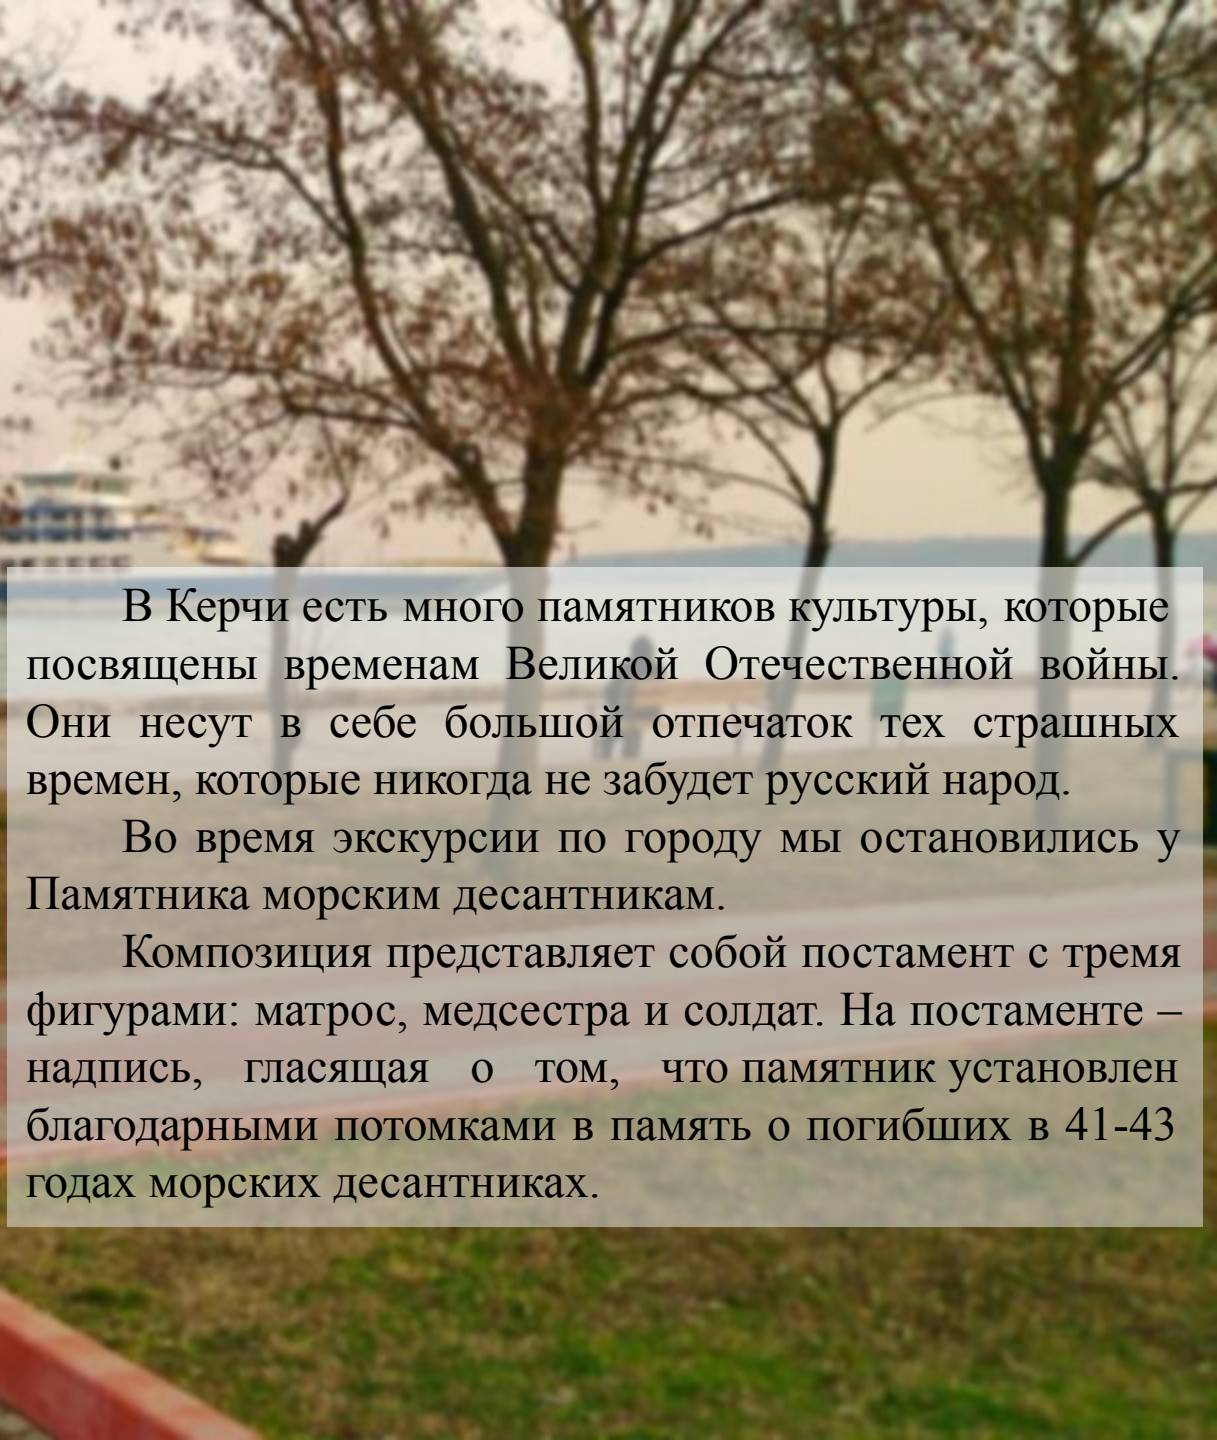 В Керчи есть много памятников культуры, которые
посвящены временам Великой Отечественной войны.
Они несут в себе большой отпечаток тех страшных
времен, которые никогда не забудет русский народ.
Во время экскурсии по городу мы остановились у
Памятника морским десантникам.
Композиция представляет собой постамент с тремя
фигурами: матрос, медсестра и солдат. На постаменте –
надпись, гласящая о том, что памятник установлен
благодарными потомками в память о погибших в 41-43
годах морских десантниках.